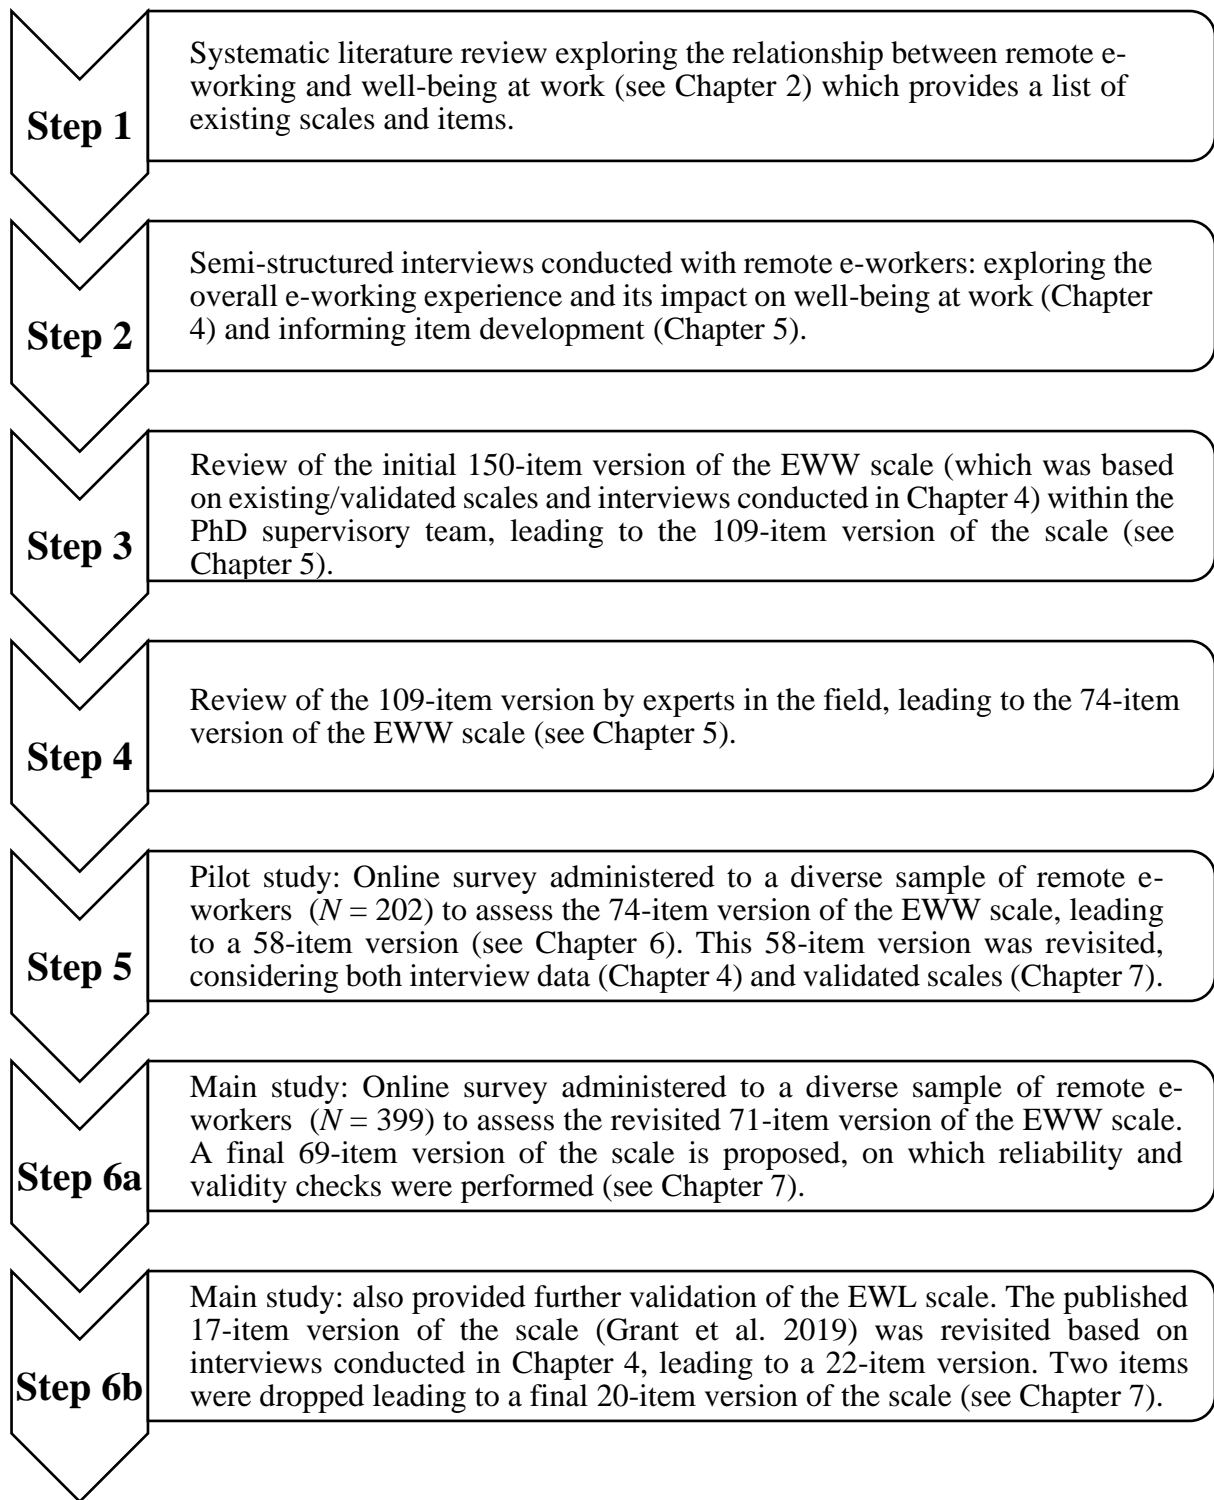 Step 1
Systematic literature review exploring the relationship between remote e-
working and well-being at work (see Chapter 2) which provides a list of
existing scales and items.
Step 2
Semi-structured interviews conducted with remote e-workers: exploring the
overall e-working experience and its impact on well-being at work (Chapter
4) and informing item development (Chapter 5).
Step 3
Review of the initial 150-item version of the EWW scale (which was based
on existing/validated scales and interviews conducted in Chapter 4) within the
PhD supervisory team, leading to the 109-item version of the scale (see
Chapter 5).
Step 4
Review of the 109-item version by experts in the field, leading to the 74-item
version of the EWW scale (see Chapter 5).
Step 5
Pilot study: Online survey administered to a diverse sample of remote e-
workers (N = 202) to assess the 74-item version of the EWW scale, leading
to a 58-item version (see Chapter 6). This 58-item version was revisited,
considering both interview data (Chapter 4) and validated scales (Chapter 7).
Step 6a
Main study: Online survey administered to a diverse sample of remote e-
workers (N = 399) to assess the revisited 71-item version of the EWW scale.
A final 69-item version of the scale is proposed, on which reliability and
validity checks were performed (see Chapter 7).
Step 6b
Main study: also provided further validation of the EWL scale. The published
17-item version of the scale (Grant et al. 2019) was revisited based on
interviews conducted in Chapter 4, leading to a 22-item version. Two items
were dropped leading to a final 20-item version of the scale (see Chapter 7).